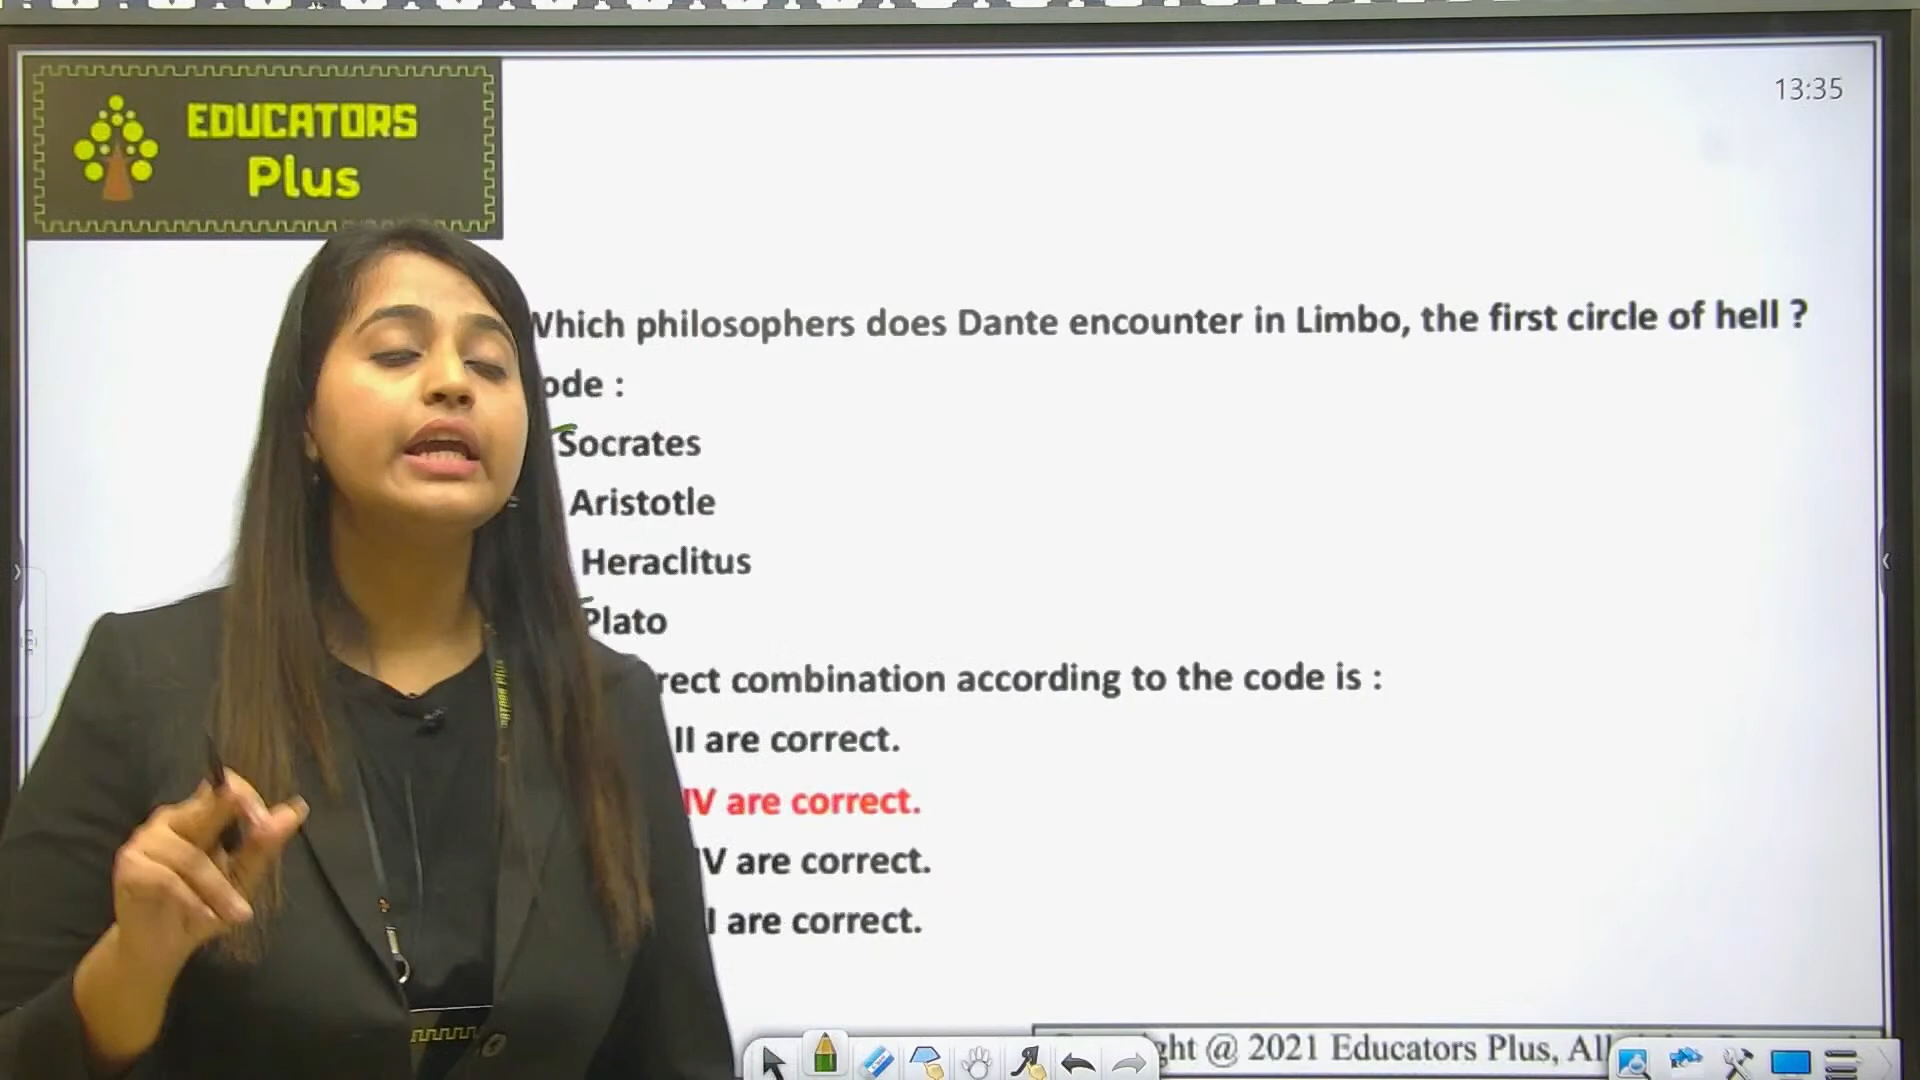 EDUCATORS
Plus
13:35
Which philosophers does Dante encounter in Limbo, the first circle of hell ?
ode :
Socrates
Aristotle
Heraclitus
Plato
rect combination according to the code is :
II are correct.
IV are correct.
V are correct.
I are correct.
ght @ 2021 Educators Plus, All